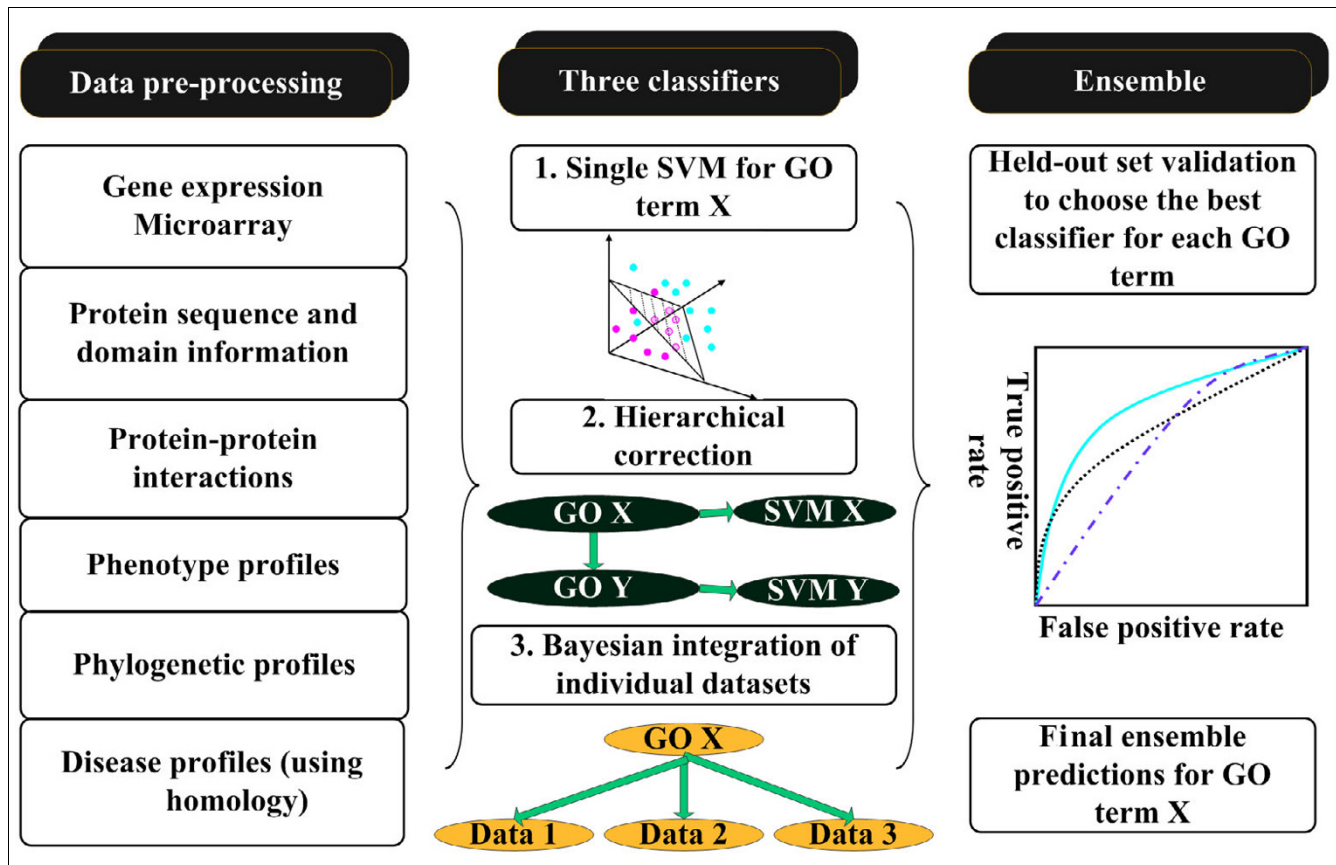 Data pre-processing
Gene expression
Microarray
Protein sequence and
domain information
Protein-protein
interactions
Phenotype profiles
Phylogenetic profiles
Disease profiles (using
homology)
Three classifiers
1. Single SVM for GO
term X
2. Hierarchical
correction
GO X
SVM X
GO Y
SVM Y
3. Bayesian integration of
individual datasets
GO X
Data 1
Data 2
Data 3
Ensemble
Held-out set validation
to choose the best
classifier for each GO
term
True positive
rate
False positive rate
Final ensemble
predictions for GO
term X